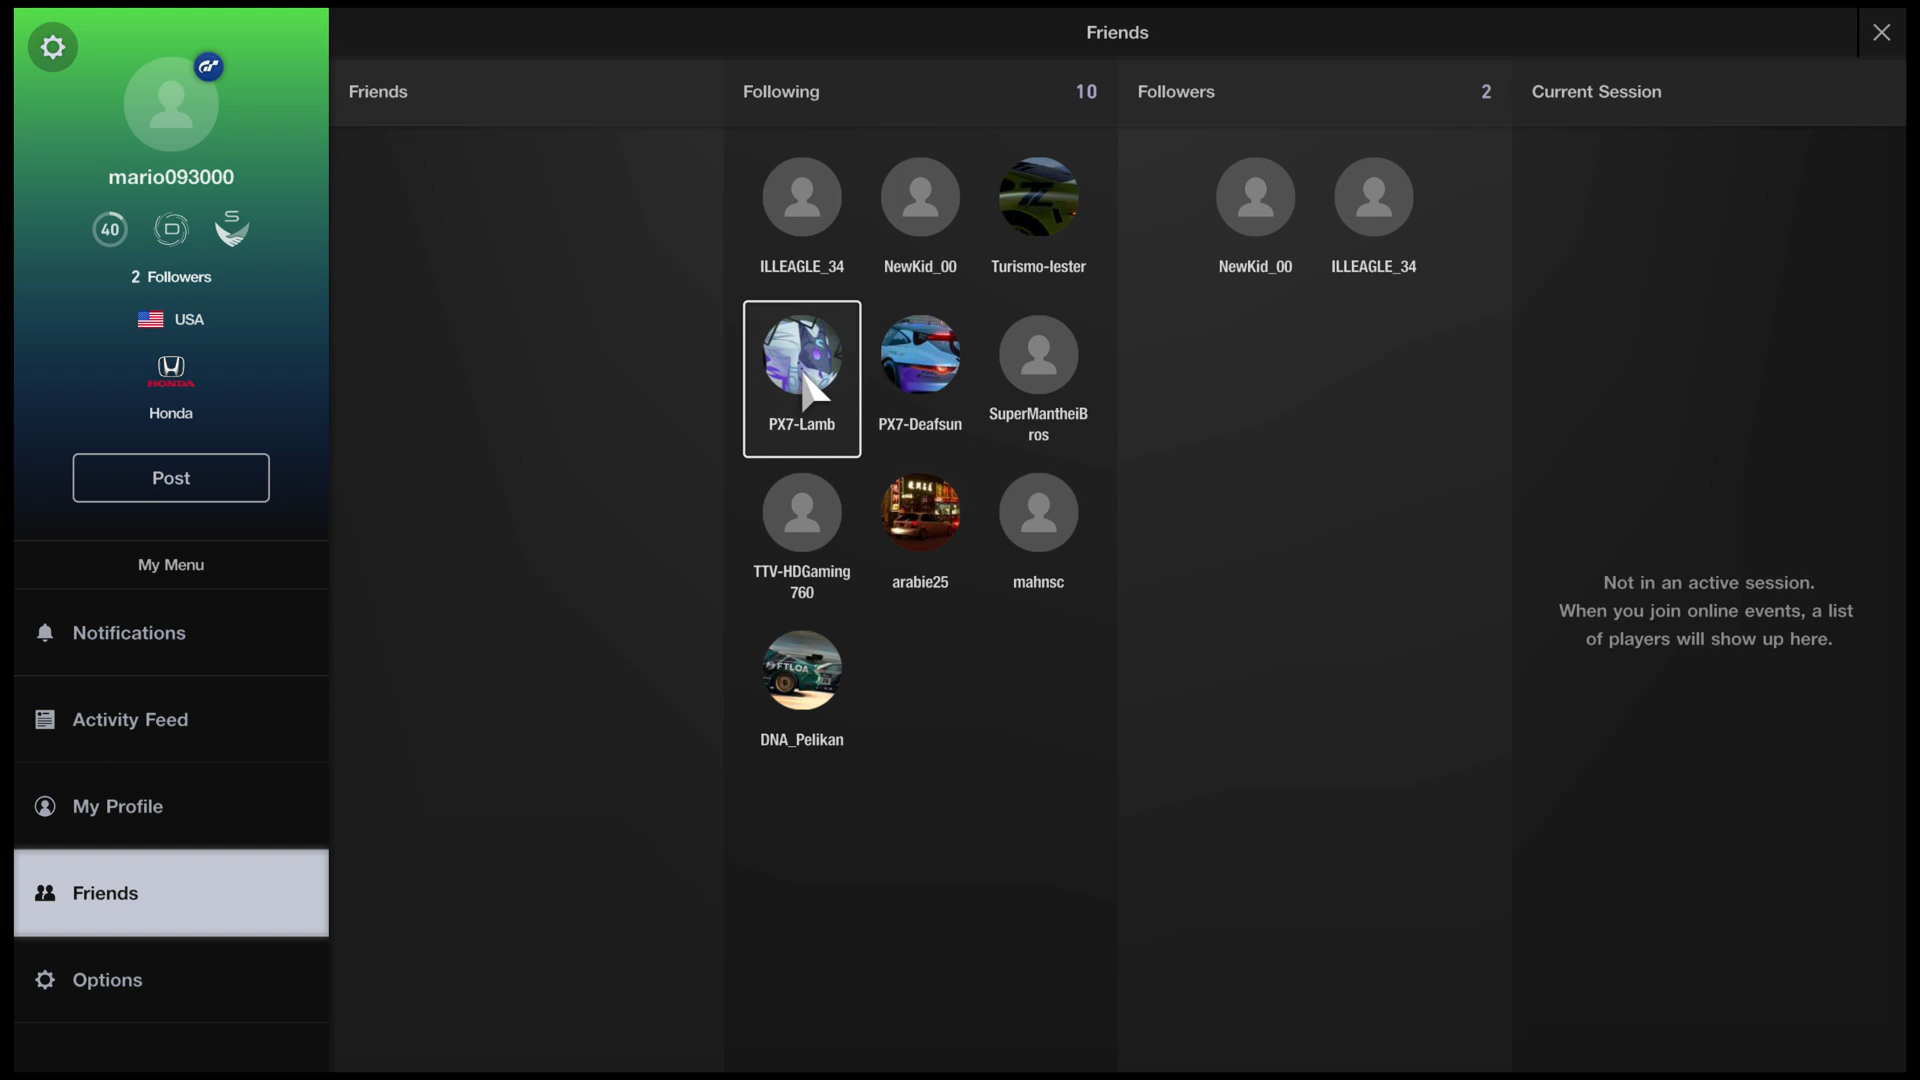 Friends
mario093000
40
D
S
2 Followers
USA
HONDA
Honda
Post
My Menu
Notifications
Activity Feed
My Profile
Friends
Options
Friends
Following 10
Followers 2
Current Session
ILLEAGLE_34
NewKid_00
Turismo-lester
PX7-Lamb
PX7-Deafsun
SuperMantheiB
ros
TTV-HDGaming
760
arabie25
mahnsc
FTLOA
DNA_Pelikan
NewKid_00
ILLEAGLE_34
Not in an active session.
When you join online events, a list
of players will show up here.